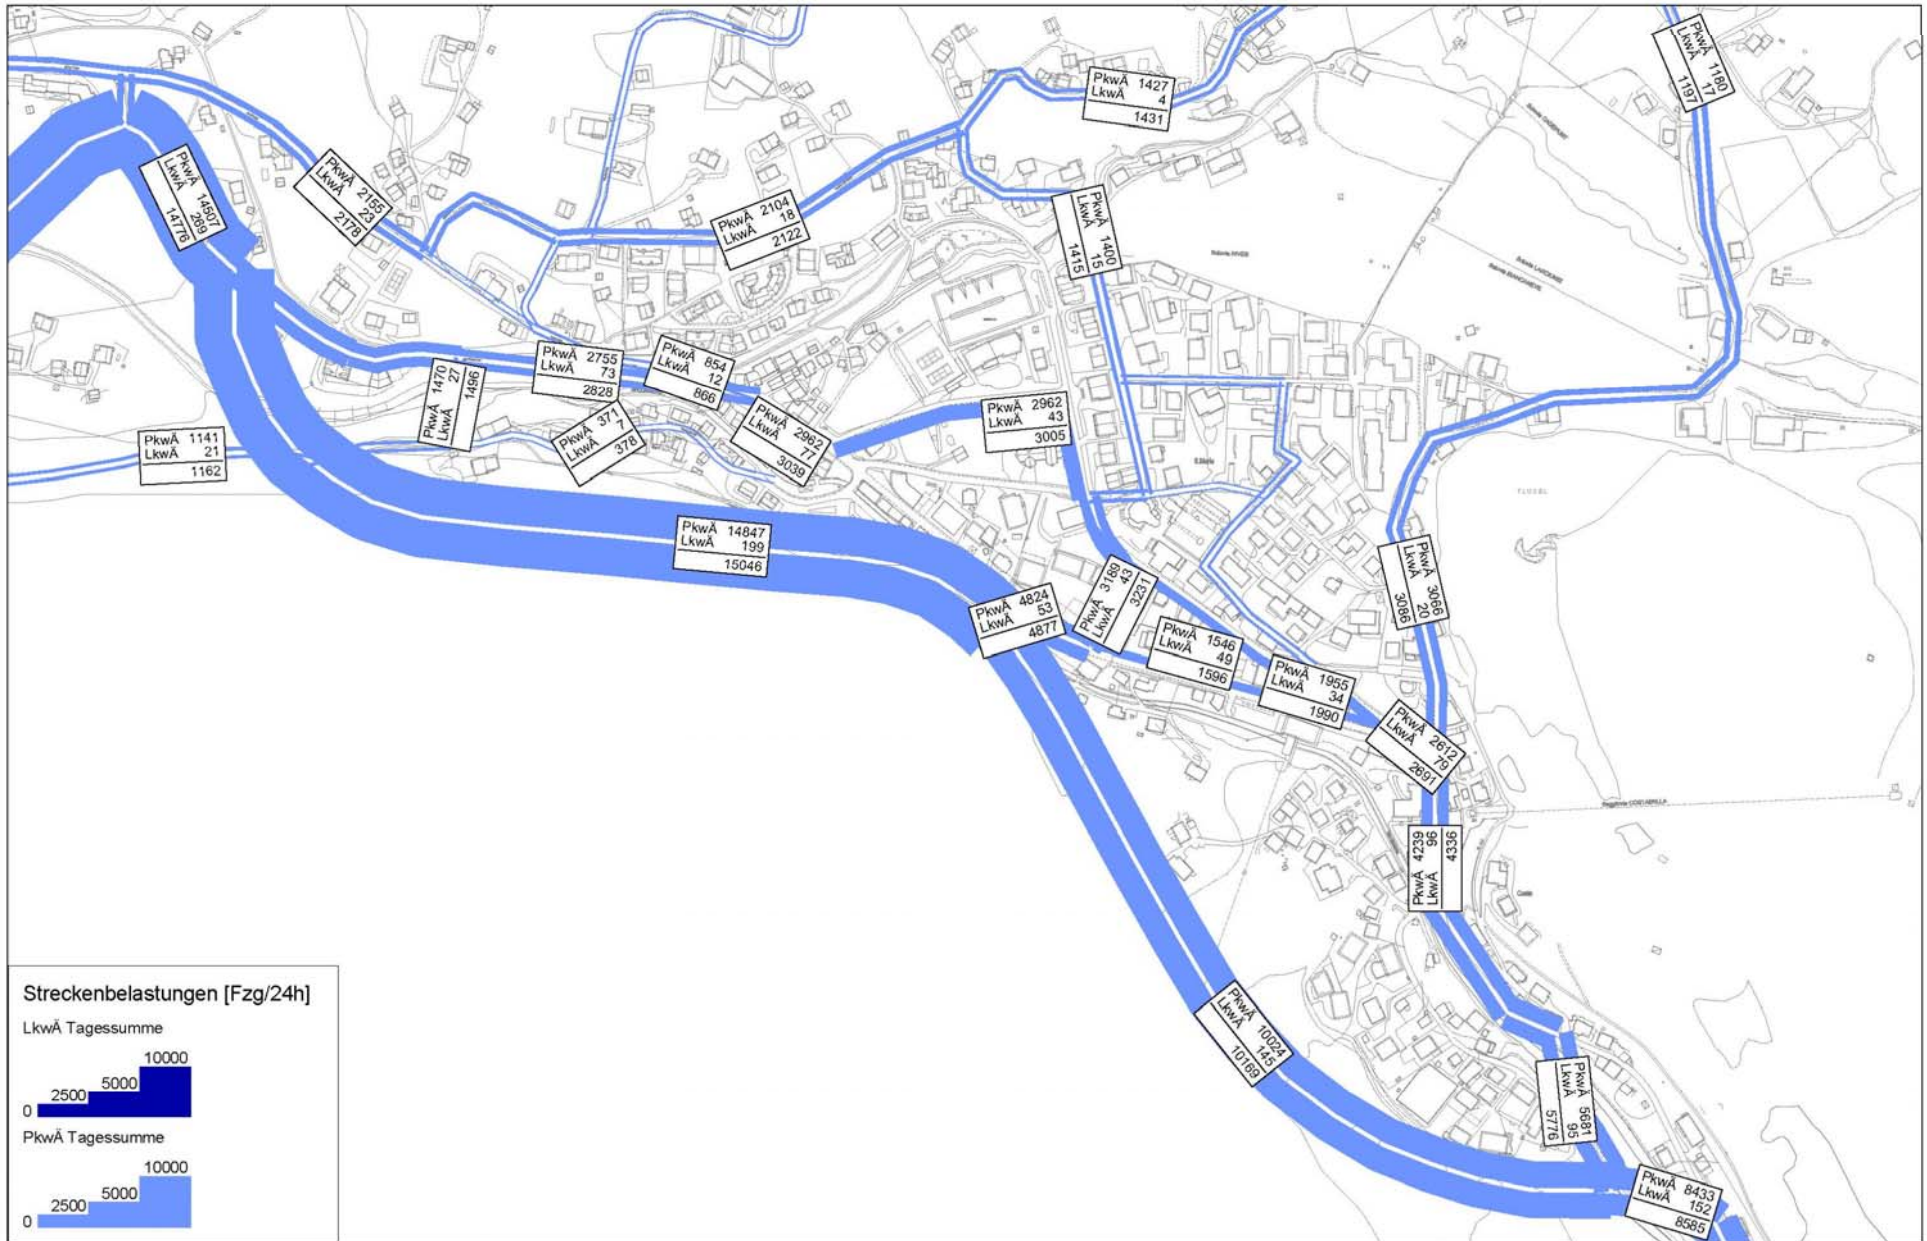 PkwÄ 1427
LkwÄ 4
1431
PkwÄ 1180
LkwÄ 17
1197
PkwÄ 14507
LkwÄ 269
14776
PkwÄ 2155
LkwÄ 23
2178
PkwÄ 2104
LkwÄ 18
2122
PkwÄ 1400
LkwÄ 15
1415
PkwÄ 1470
LkwÄ 27
1496
PkwÄ 2755
LkwÄ 73
2828
PkwÄ 854
LkwÄ 12
866
PkwÄ 1141
LkwÄ 21
1162
PkwÄ 371
LkwÄ 7
378
PkwÄ 2962
LkwÄ 77
3039
PkwÄ 2962
LkwÄ 43
3005
TLUSEL
PkwÄ 14847
LkwÄ 199
15046
PkwÄ 4824
LkwÄ 53
4877
PkwÄ 3189
LkwÄ 43
3231
PkwÄ 3066
LkwÄ 20
3086
PkwÄ 1546
LkwÄ 49
1596
PkwÄ 1955
LkwÄ 34
1990
PkwÄ 2612
LkwÄ 79
2691
PkwÄ 4239
LkwÄ 96
4336
PkwÄ 10024
LkwÄ 145
10169
PkwÄ 5681
LkwÄ 95
5776
PkwÄ 8433
LkwÄ 152
8585
Streckenbelastungen [Fzg/24h]
LkwÄ Tagessumme
0 2500 5000 10000
PkwÄ Tagessumme
0 2500 5000 10000